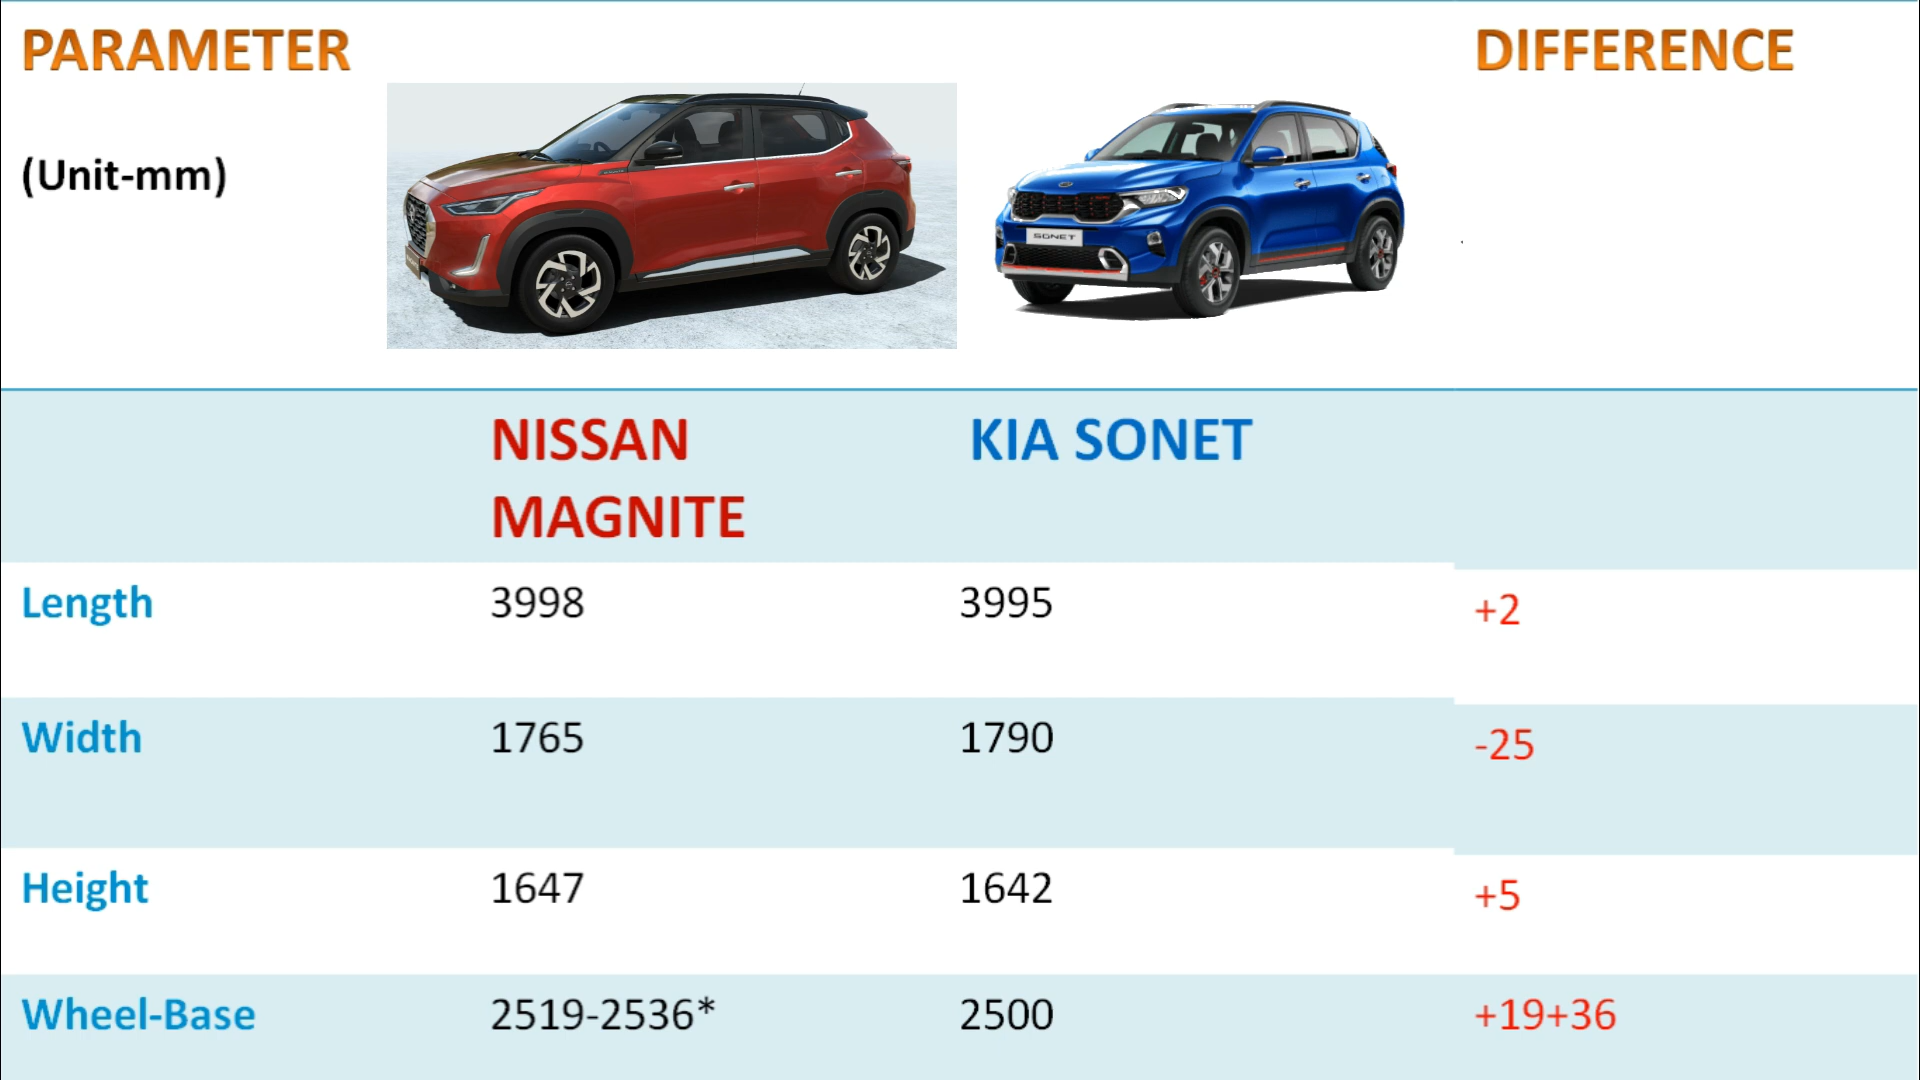 PARAMETER DIFFERENCE
(Unit-mm)
SONET
NISSAN MAGNITE KIA SONET
Length 3998 3995 +2
Width 1765 1790 -25
Height 1647 1642 +5
Wheel-Base 2519-2536* 2500 +19+36